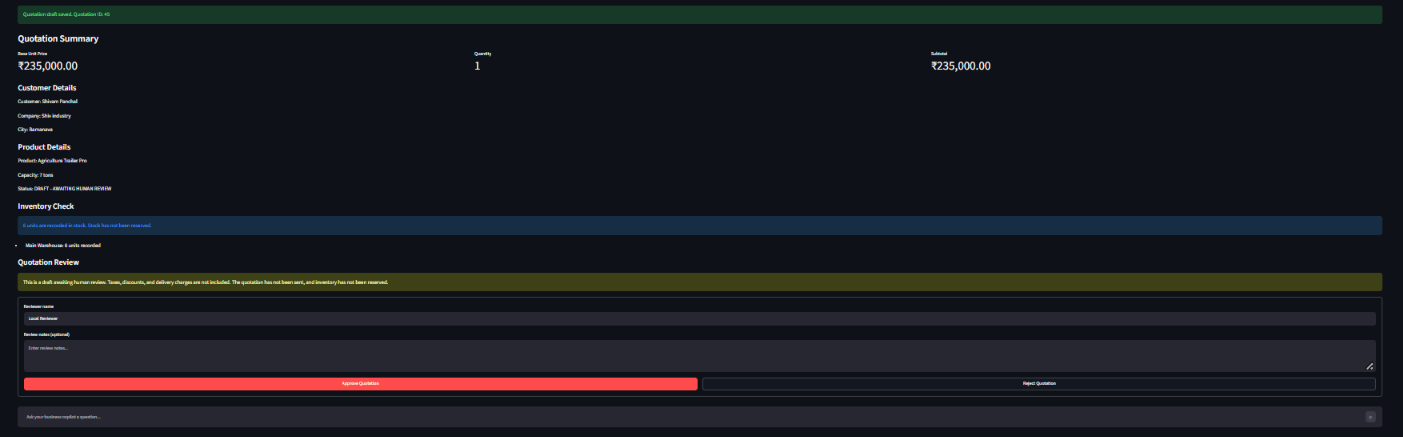 Quotation draft saved. Quotation ID: 45
Quotation Summary
Base Unit Price
₹235,000.00
Quantity
1
Subtotal
₹235,000.00
Customer Details
Customer: Shivam Panchal
Company: Shiv Industry
City: Bamanava
Product Details
Product: Agriculture Trailer Pro
Capacity: 7 tons
Status: DRAFT - AWAITING HUMAN REVIEW
Inventory Check
6 units are recorded in stock. Stock has not been reserved.
Main Warehouse: 6 units recorded
Quotation Review
This is a draft awaiting human review. Taxes, discounts, and delivery charges are not included. The quotation has not been sent, and inventory has not been reserved.
Reviewer name
Local Reviewer
Review notes (optional)
Enter review notes...
Approve Quotation
Reject Quotation
Ask your business copilot a question...